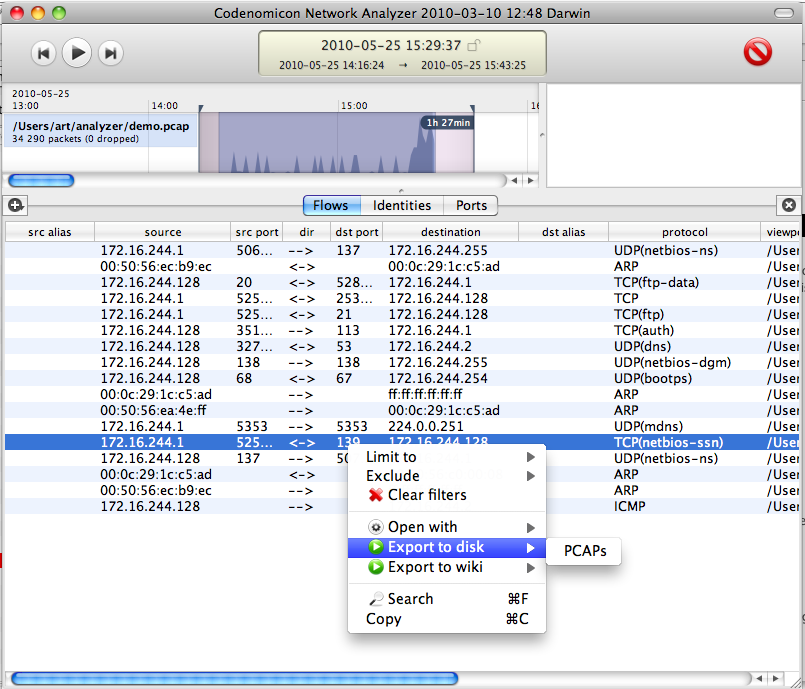 Codenomicon Network Analyzer 2010-03-10 12:48 Darwin
2010-05-25 15:29:37
2010-05-25 14:16:24 → 2010-05-25 15:43:25
2010-05-25
13:00 14:00 15:00 16
/Users/art/analyzer/demo.pcap 1h 27min
34 290 packets (0 dropped)
Flows Identities Ports
src alias source src port dir dst port destination dst alias protocol viewp
172.16.244.1 506... --> 137 172.16.244.255 UDP(netbios-ns) /User
00:50:56:ec:b9:ec <-> 00:0c:29:1c:c5:ad ARP /User
172.16.244.128 20 <-> 528... 172.16.244.1 TCP(ftp-data) /User
172.16.244.1 525... <-> 253... 172.16.244.128 TCP /User
172.16.244.1 525... <-> 21 172.16.244.128 TCP(ftp) /User
172.16.244.128 351... --> 113 172.16.244.1 TCP(auth) /User
172.16.244.128 327... <-> 53 172.16.244.2 UDP(dns) /User
172.16.244.128 138 --> 138 172.16.244.255 UDP(netbios-dgm) /User
172.16.244.128 68 <-> 67 172.16.244.254 UDP(bootps) /User
00:0c:29:1c:c5:ad --> ff:ff:ff:ff:ff:ff ARP /User
00:50:56:ea:4e:ff --> 00:0c:29:1c:c5:ad ARP /User
172.16.244.1 5353 --> 5353 224.0.0.251 UDP(mdns) /User
172.16.244.1 525... <-> 139 172.16.244.128 TCP(netbios-ssn) /User
172.16.244.128 137 --> 50 UDP(netbios-ns) /User
00:0c:29:1c:c5:ad <-> ARP /User
00:50:56:ec:b9:ec --> ARP /User
172.16.244.128 --> ICMP /User
Limit to
Exclude
Clear filters
Open with
Export to disk PCAPs
Export to wiki
Search ⌘F
Copy ⌘C